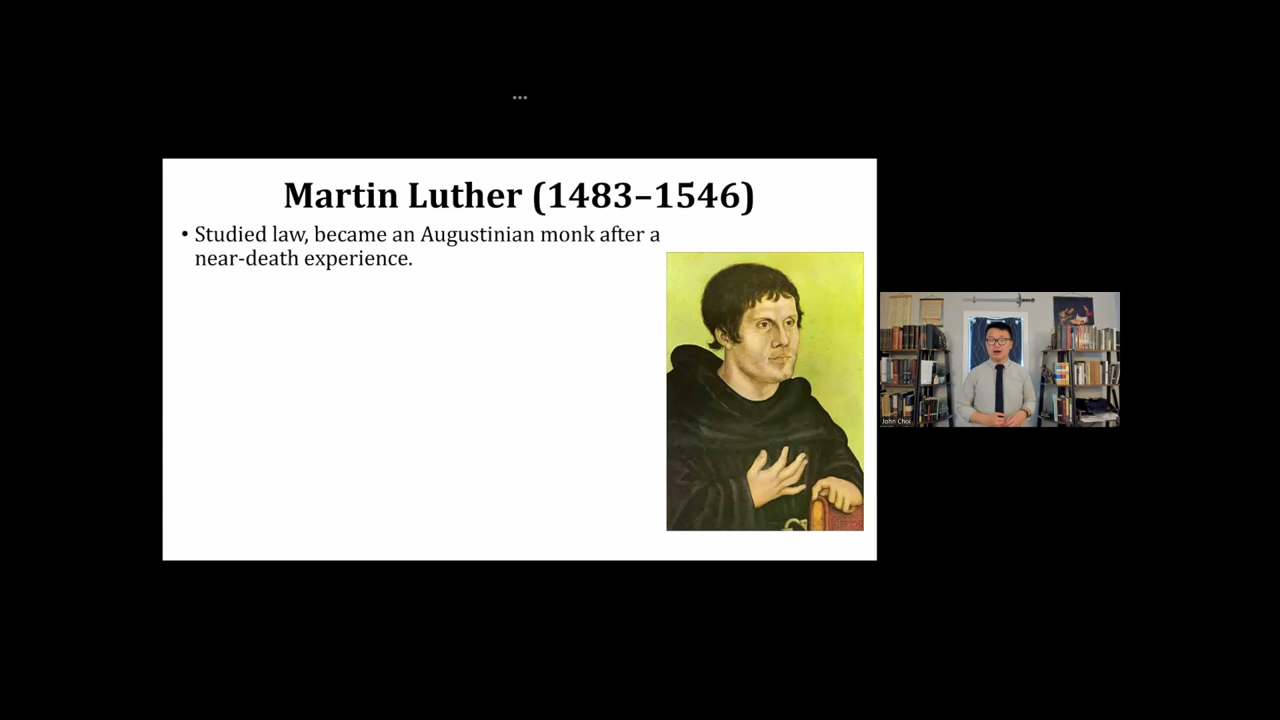 Martin Luther (1483–1546)
• Studied law, became an Augustinian monk after a
near-death experience.
John Choi